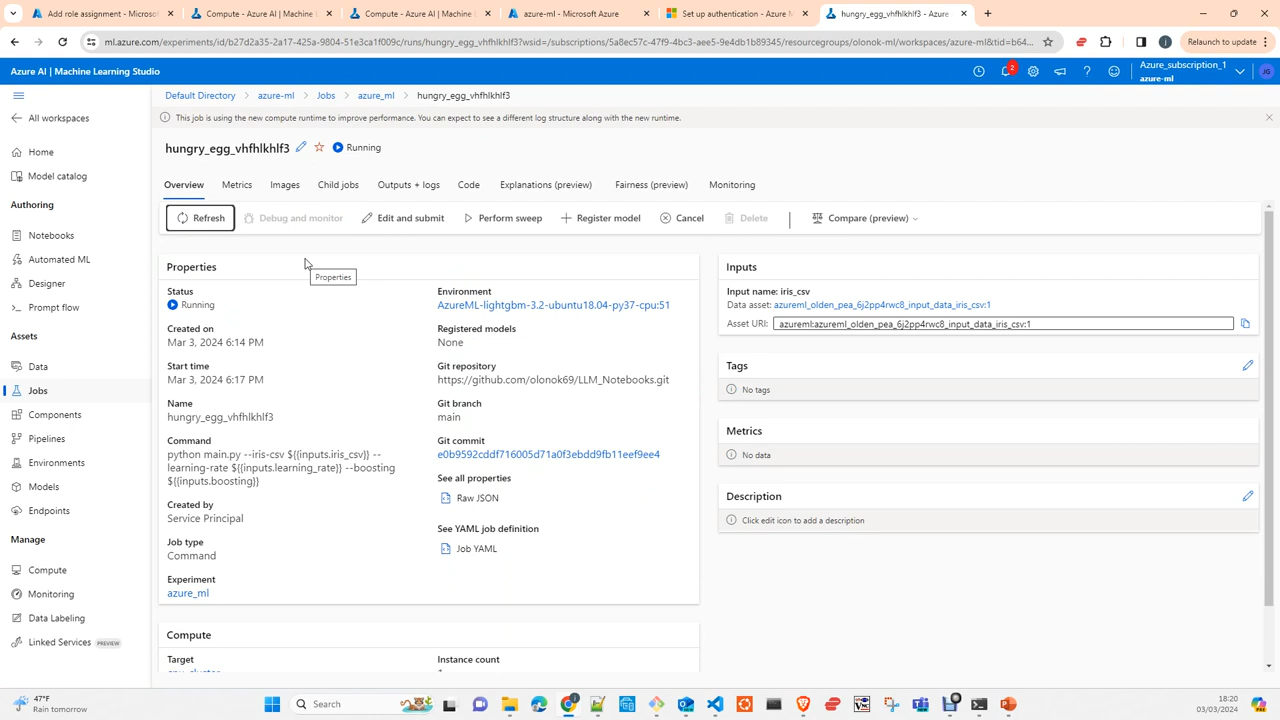 Add role assignment - Microso
Compute - Azure AI | Machine L
Compute - Azure AI | Machine L
azure-ml - Microsoft Azure
Set up authentication - Azure M
hungry_egg_vhfhlkhlf3 - Azure
ml.azure.com/experiments/id/b27d2a35-2a17-425a-9804-51e3ca1f009c/runs/hungry_egg_vhfhlkhlf3?wsid=/subscriptions/5a8ec57c-47f9-4bc3-aee5-9e4db1b89345/resourcegroups/olonok-ml/workspaces/azure-ml&tid=b64...
Relaunch to update
Azure AI | Machine Learning Studio
2
Azure_subscription_1
azure-ml
JG
All workspaces
Home
Model catalog
Authoring
Notebooks
Automated ML
Designer
Prompt flow
Assets
Data
Jobs
Components
Pipelines
Environments
Models
Endpoints
Manage
Compute
Monitoring
Data Labeling
Linked Services PREVIEW
Default Directory > azure-ml > Jobs > azure_ml > hungry_egg_vhfhlkhlf3
This job is using the new compute runtime to improve performance. You can expect to see a different log structure along with the new runtime.
hungry_egg_vhfhlkhlf3 Running
Overview Metrics Images Child jobs Outputs + logs Code Explanations (preview) Fairness (preview) Monitoring
Refresh Debug and monitor Edit and submit Perform sweep Register model Cancel Delete Compare (preview)
Properties
Properties
Status
Running
Created on
Mar 3, 2024 6:14 PM
Start time
Mar 3, 2024 6:17 PM
Name
hungry_egg_vhfhlkhlf3
Command
python main.py --iris-csv ${{inputs.iris_csv}} --
learning-rate ${{inputs.learning_rate}} --boosting
${{inputs.boosting}}
Created by
Service Principal
Job type
Command
Experiment
azure_ml
Environment
AzureML-lightgbm-3.2-ubuntu18.04-py37-cpu:51
Registered models
None
Git repository
https://github.com/olonok69/LLM_Notebooks.git
Git branch
main
Git commit
e0b9592cddf716005d71a0f3ebdd9fb11eef9ee4
See all properties
Raw JSON
See YAML job definition
Job YAML
Compute
Target
Instance count
Inputs
Input name: iris_csv
Data asset: azureml_olden_pea_6j2pp4rwc8_input_data_iris_csv:1
Asset URI: azureml:azureml_olden_pea_6j2pp4rwc8_input_data_iris_csv:1
Tags
No tags
Metrics
No data
Description
Click edit icon to add a description
47°F
Rain tomorrow
Search
18:20
03/03/2024